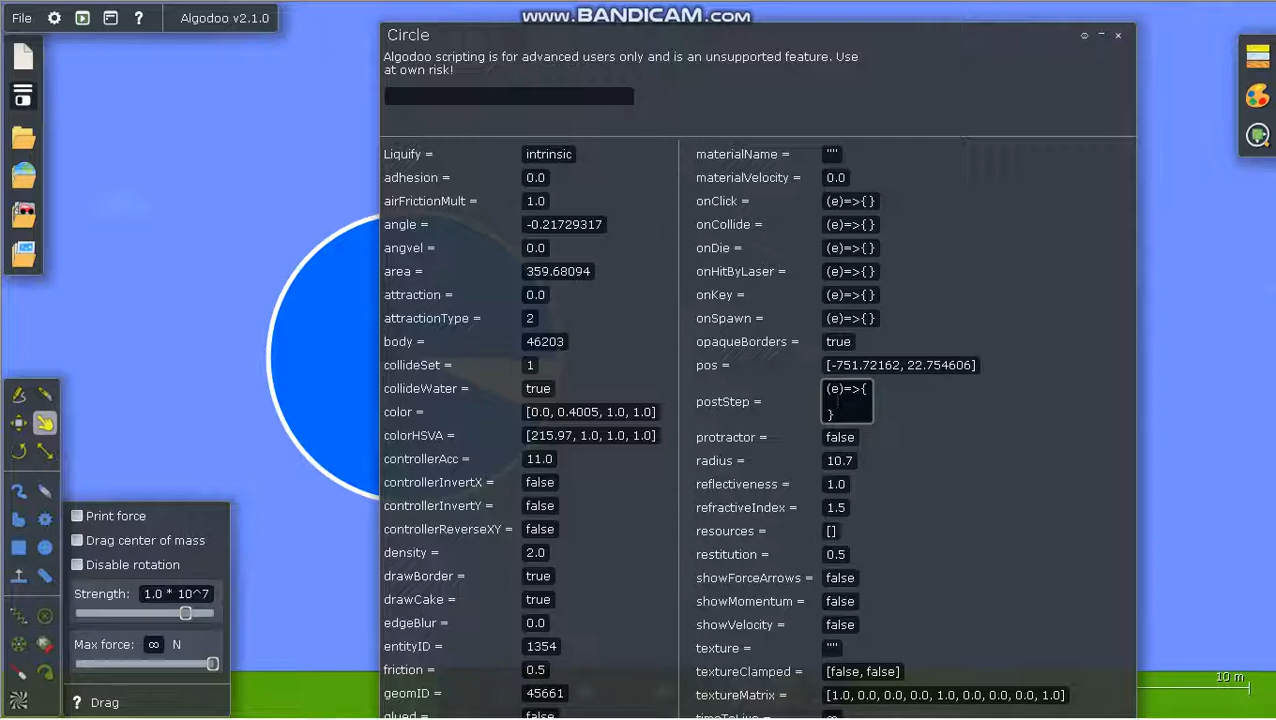 File ? Algodoo v2.1.0
www.BANDICAM.com
Circle
Algodoo scripting is for advanced users only and is an unsupported feature. Use
at own risk!
Liquify = intrinsic
adhesion = 0.0
airFrictionMult = 1.0
angle = -0.21729317
angvel = 0.0
area = 359.68094
attraction = 0.0
attractionType = 2
body = 46203
collideSet = 1
collideWater = true
color = [0.0, 0.4005, 1.0, 1.0]
colorHSVA = [215.97, 1.0, 1.0, 1.0]
controllerAcc = 11.0
controllerInvertX = false
controllerInvertY = false
controllerReverseXY = false
density = 2.0
drawBorder = true
drawCake = true
edgeBlur = 0.0
entityID = 1354
friction = 0.5
geomID = 45661
glued = false
materialName = ""
materialVelocity = 0.0
onClick = (e)=>{}
onCollide = (e)=>{}
onDie = (e)=>{}
onHitByLaser = (e)=>{}
onKey = (e)=>{}
onSpawn = (e)=>{}
opaqueBorders = true
pos = [-751.72162, 22.754606]
postStep = (e)=>{
}
protractor = false
radius = 10.7
reflectiveness = 1.0
refractiveIndex = 1.5
resources = []
restitution = 0.5
showForceArrows = false
showMomentum = false
showVelocity = false
texture = ""
textureClamped = [false, false]
textureMatrix = [1.0, 0.0, 0.0, 0.0, 1.0, 0.0, 0.0, 0.0, 1.0]
timeToLive = ∞
Print force
Drag center of mass
Disable rotation
Strength: 1.0 * 10^7
Max force: ∞ N
? Drag
10 m